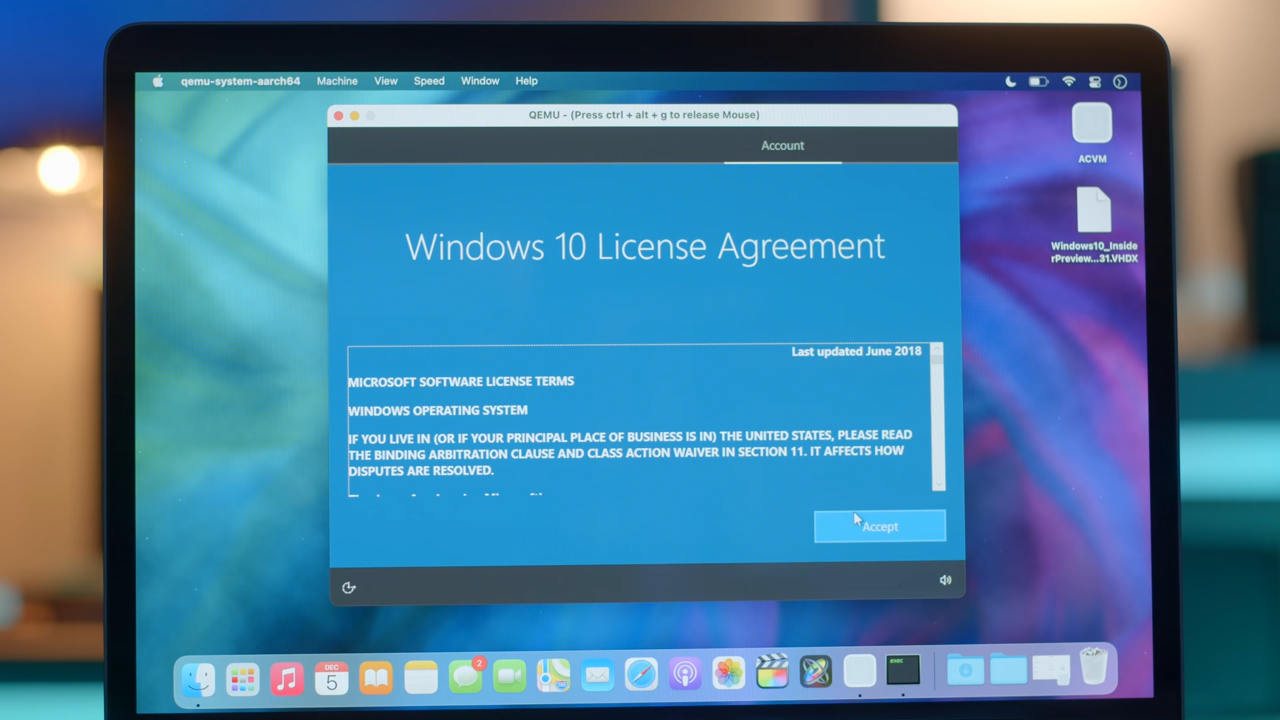 qemu-system-aarch64 Machine View Speed Window Help
QEMU - (Press ctrl + alt + g to release Mouse)
Account
ACVM
Windows10_Inside
rPreview...31.VHDX
Windows 10 License Agreement
Last updated June 2018
MICROSOFT SOFTWARE LICENSE TERMS
WINDOWS OPERATING SYSTEM
IF YOU LIVE IN (OR IF YOUR PRINCIPAL PLACE OF BUSINESS IS IN) THE UNITED STATES, PLEASE READ
THE BINDING ARBITRATION CLAUSE AND CLASS ACTION WAIVER IN SECTION 11. IT AFFECTS HOW
DISPUTES ARE RESOLVED.
Accept
DEC
5
2
exec